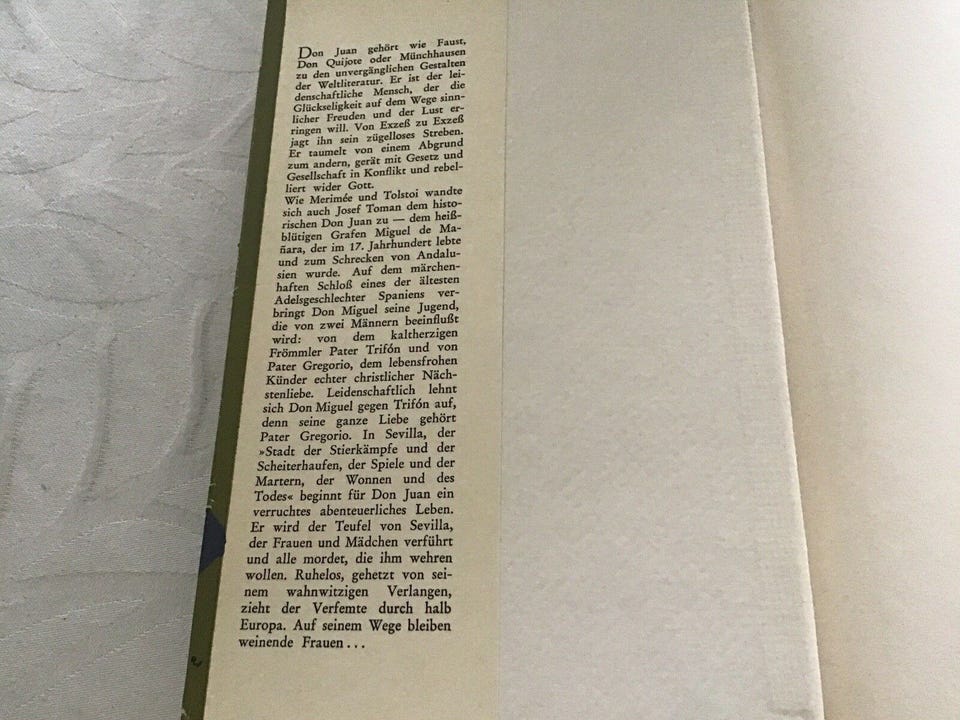 Don Juan gehört wie Faust,
Don Quijote oder Münchhausen
zu den unvergänglichen Gestalten
der Weltliteratur. Er ist der lei-
denschaftliche Mensch, der die
Glückseligkeit auf dem Wege sinn-
licher Freuden und der Lust er-
ringen will. Von Exzeß zu Exzeß
jagt ihn sein zügelloses Streben.
Er taumelt von einem Abgrund
zum andern, gerät mit Gesetz und
Gesellschaft in Konflikt und rebel-
liert wider Gott.
Wie Merimée und Tolstoi wandte
sich auch Josef Toman dem histo-
rischen Don Juan zu — dem heiß-
blütigen Grafen Miguel de Ma-
ñara, der im 17. Jahrhundert lebte
und zum Schrecken von Andalu-
sien wurde. Auf dem märchen-
haften Schloß eines der ältesten
Adelsgeschlechter Spaniens ver-
bringt Don Miguel seine Jugend,
die von zwei Männern beeinflußt
wird: von dem kaltherzigen
Frömmler Pater Trifón und von
Pater Gregorio, dem lebensfrohen
Künder echter christlicher Näch-
stenliebe. Leidenschaftlich lehnt
sich Don Miguel gegen Trifón auf,
denn seine ganze Liebe gehört
Pater Gregorio. In Sevilla, der
»Stadt der Stierkämpfe und der
Scheiterhaufen, der Spiele und der
Martern, der Wonnen und des
Todes« beginnt für Don Juan ein
verruchtes abenteuerliches Leben.
Er wird der Teufel von Sevilla,
der Frauen und Mädchen verführt
und alle mordet, die ihm wehren
wollen. Ruhelos, gehetzt von sei-
nem wahnwitzigen Verlangen,
zieht der Verfemte durch halb
Europa. Auf seinem Wege bleiben
weinende Frauen . . .